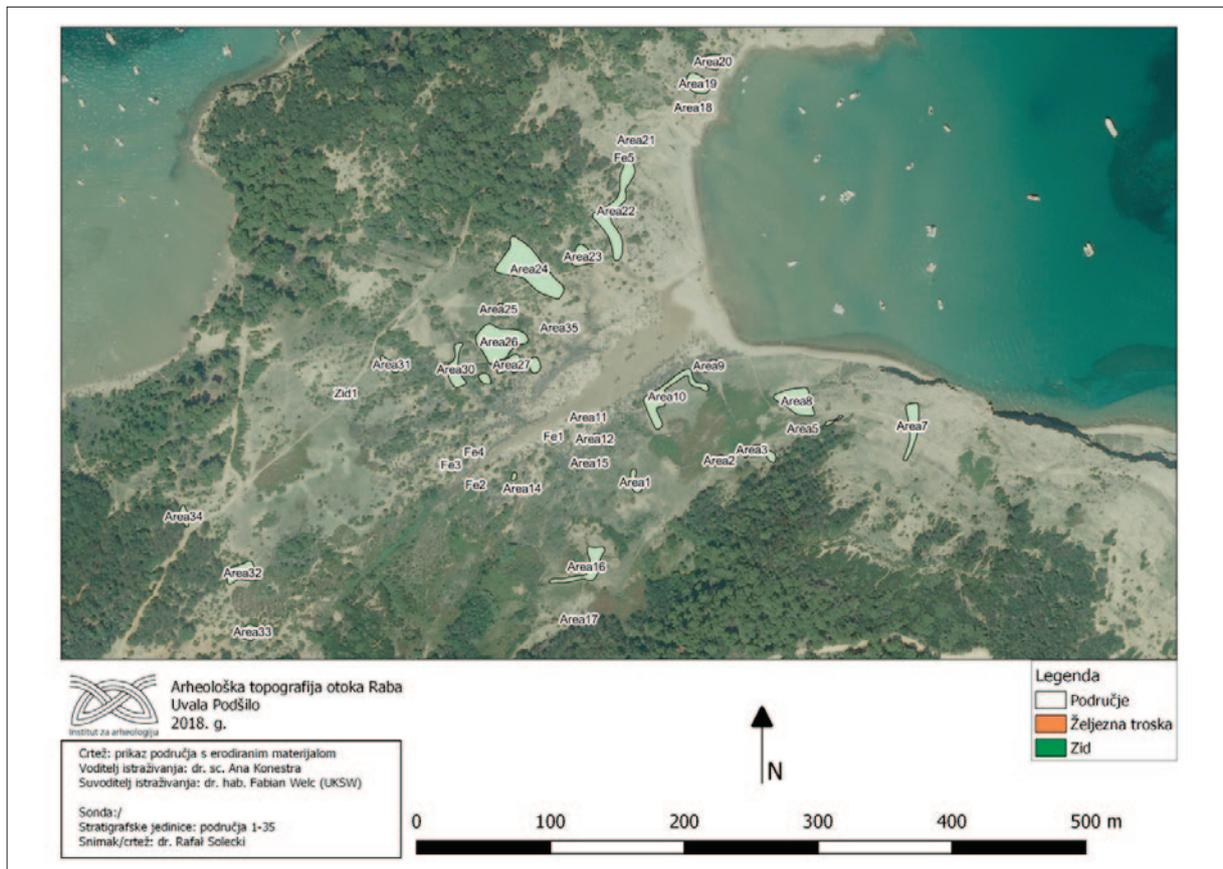 Area20
Area19
Area18
Area21
Fe5
Area22
Area23
Area24
Area25
Area35
Area26
Area31
Area27
Area30
Area9
Zid1
Area10
Area8
Area11
Area7
Area5
Fe1
Area12
Fe4
Area3
Area2
Fe3
Area15
Area1
Fe2
Area14
Area34
Area16
Area32
Area17
Area33
Institut za arheologiju
Arheološka topografija otoka Raba
Uvala Podšilo
2018. g.
Crtež: prikaz područja s erodiranim materijalom
Voditelj istraživanja: dr. sc. Ana Konestra
Suvoditelj istraživanja: dr. hab. Fabian Welc (UKSW)
Sonda:/
Stratigrafske jedinice: područja 1-35
Snimak/crtež: dr. Rafał Solecki
N
Legenda
Područje
Željezna troska
Zid
0 100 200 300 400 500 m